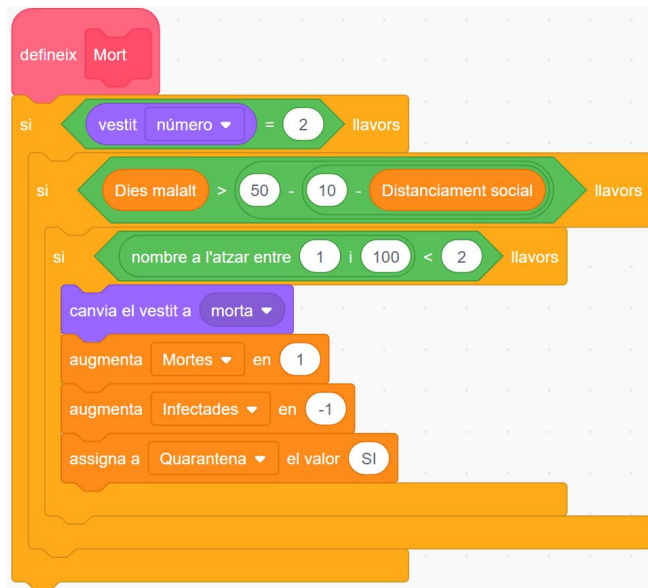 defineix Mort
si vestit número = 2 llavors
si Dies malalt > 50 - 10 - Distanciament social llavors
si nombre a l'atzar entre 1 i 100 < 2 llavors
canvia el vestit a morta
augmenta Mortes en 1
augmenta Infectades en -1
assigna a Quarantena el valor SI